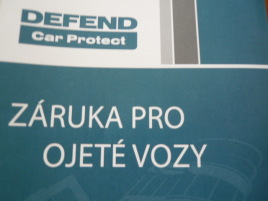 DEFEND
Car Protect
ZÁRUKA PRO
OJETÉ VOZY